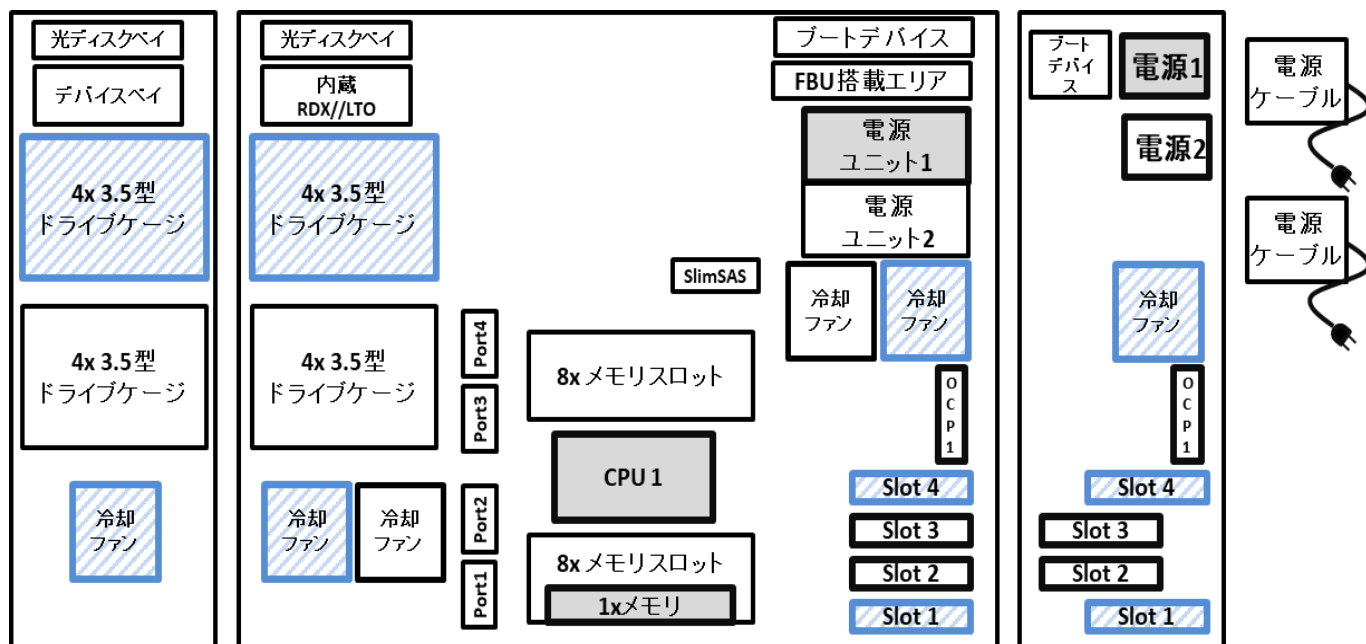 光ディスクベイ
デバイスベイ
4x 3.5型
ドライブケージ
4x 3.5型
ドライブケージ
冷却
ファン
光ディスクベイ
内蔵
RDX//LTO
4x 3.5型
ドライブケージ
4x 3.5型
ドライブケージ
冷却
ファン
冷却
ファン
Port4
Port3
Port2
Port1
SlimSAS
8x メモリスロット
CPU 1
8x メモリスロット
1xメモリ
ブートデバイス
FBU搭載エリア
電源
ユニット1
電源
ユニット2
冷却
ファン
冷却
ファン
O
C
P
1
Slot 4
Slot 3
Slot 2
Slot 1
ブート
デバイ
ス
電源1
電源2
冷却
ファン
O
C
P
1
Slot 4
Slot 3
Slot 2
Slot 1
電源
ケーブル
電源
ケーブル